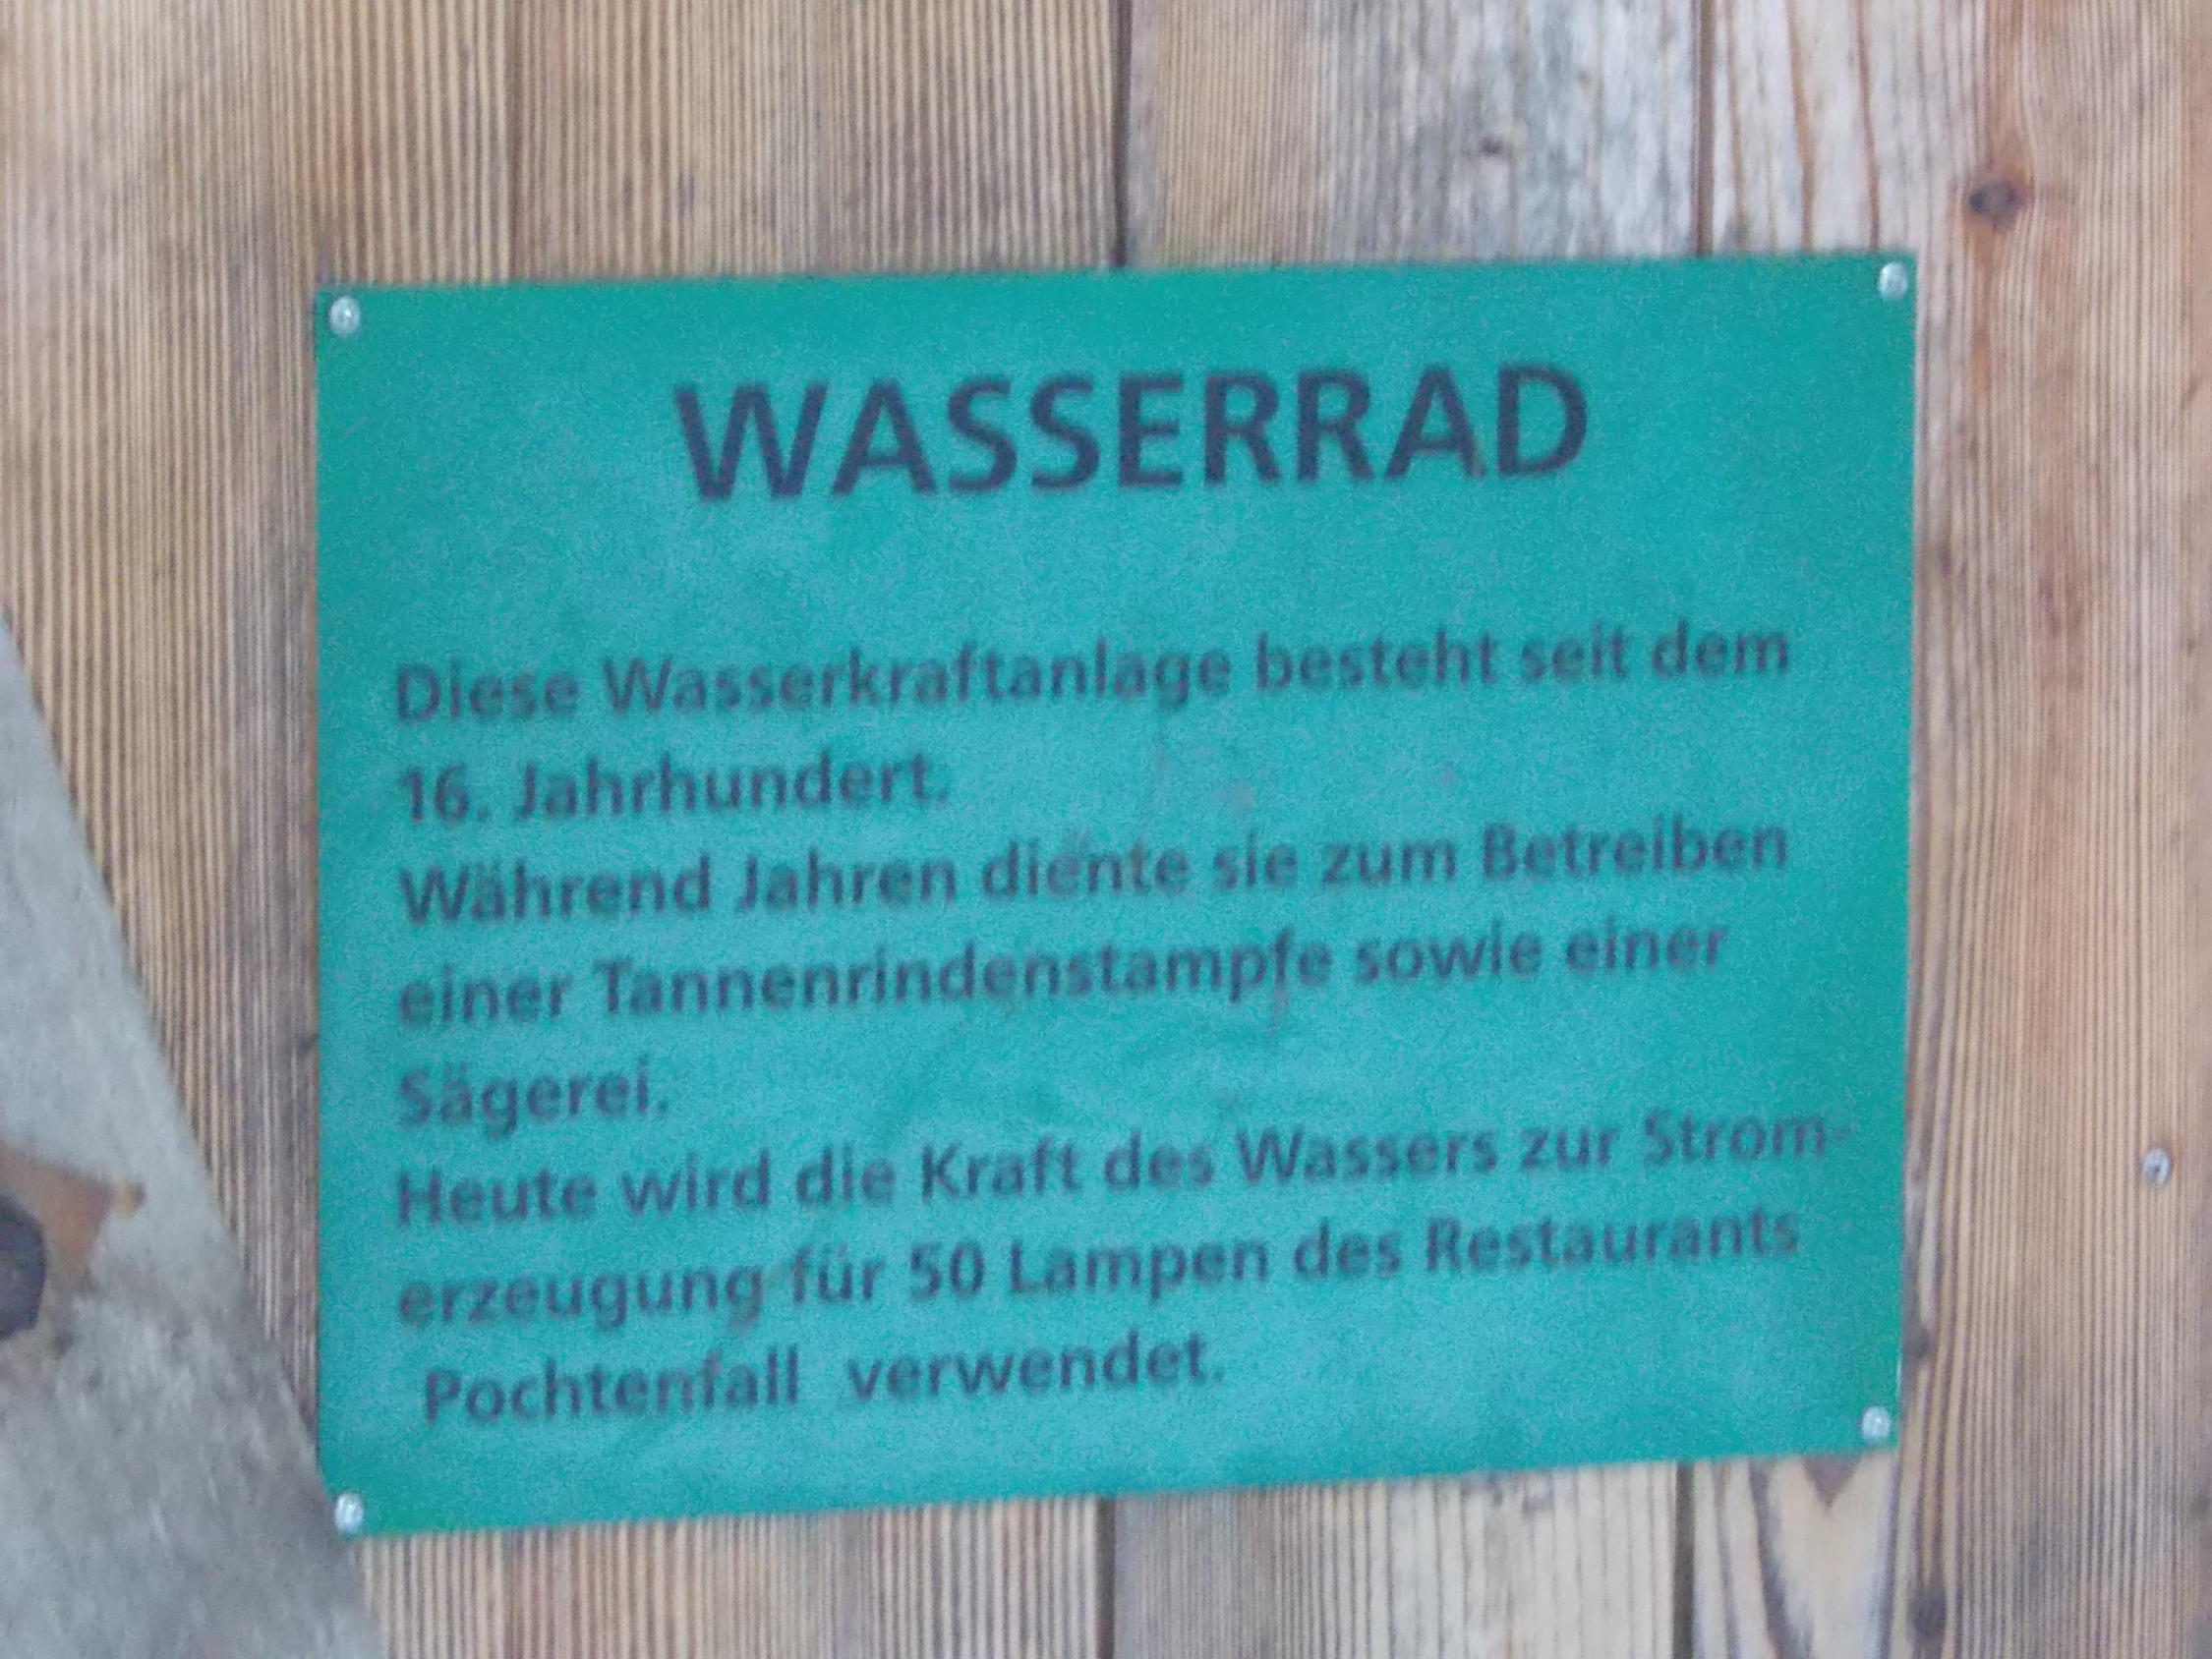 WASSERRAD
Diese Wasserkraftanlage besteht seit dem
16. Jahrhundert.
Während Jahren diente sie zum Betreiben
einer Tannenrindenstampfe sowie einer
Sägerei.
Heute wird die Kraft des Wassers zur Strom-
erzeugung für 50 Lampen des Restaurants
Pochtenfall verwendet.